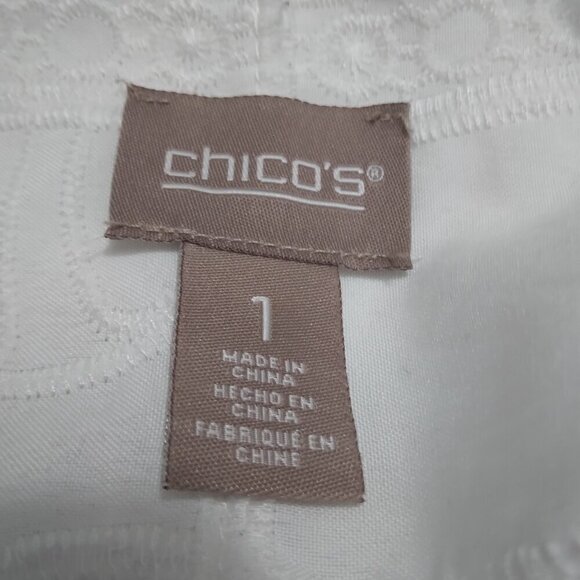 chico's®
1
MADE IN
CHINA
HECHO EN
CHINA
FABRIQUÉ EN
CHINE